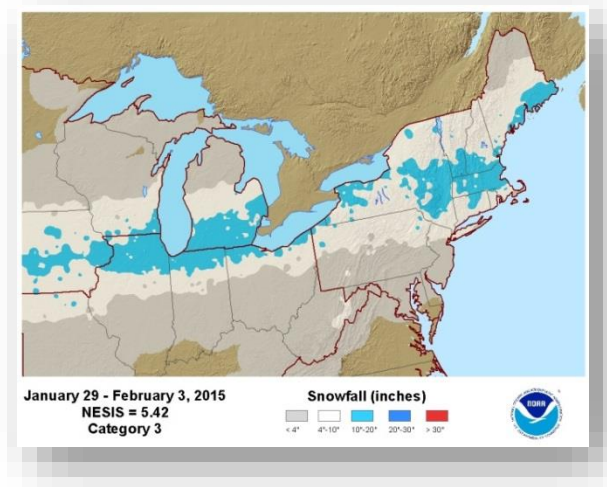 January 29 - February 3, 2015
NESIS = 5.42
Category 3
Snowfall (inches)
< 4" 4"-10" 10"-20" 20"-30" > 30"
NOAA